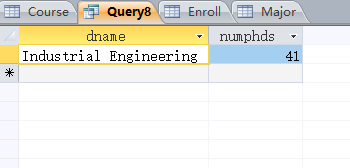 Course Query8 Enroll Major
dname numphds
Industrial Engineering 41